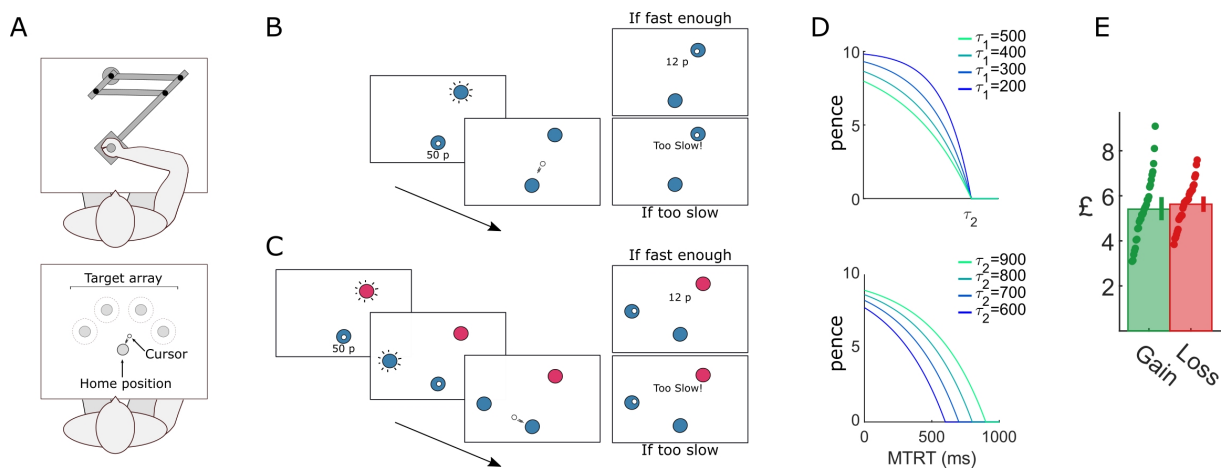 A
Target array
Cursor
Home position
B
50 p
If fast enough
12 p
Too Slow!
If too slow
C
50 p
If fast enough
12 p
Too Slow!
If too slow
D
τ1=500
τ1=400
τ1=300
τ1=200
10
5
0
pence
τ2
τ2=900
τ2=800
τ2=700
τ2=600
10
5
0
pence
0 500 1000
MTRT (ms)
E
8
6
4
2
£
Gain
Loss